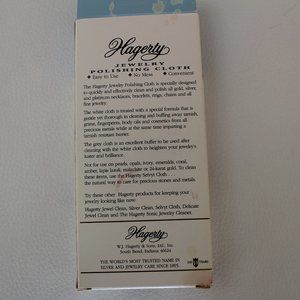 Hagerty
JEWELRY
POLISHING CLOTH
♦ Easy to Use ♦ No Mess ♦ Convenient
The Hagerty Jewelry Polishing Cloth is specially designed
to quickly and effectively clean and polish all gold, silver,
and platinum necklaces, bracelets, rings, chains and all
fine jewelry.
The white cloth is treated with a special formula that is
gentle yet thorough in cleaning and buffing away tarnish,
grime, fingerprints, body oils and cosmetics from all
precious metals while at the same time imparting a
tarnish resistant barrier.
The grey cloth is an excellent buffer to be used after
cleaning with the white cloth to brighten your jewelry's
luster and brilliance.
Not for use on pearls, opals, ivory, emeralds, coral,
amber, lapis lazuli, malachite or 24-karat gold. To clean
these items, use the Hagerty Selvyt Cloth,
the natural way to care for precious stones and metals.
Try these other Hagerty products for keeping your
jewelry looking like new:
Hagerty Jewel Clean, Silver Clean, Selvyt Cloth, Delicate
Jewel Clean and The Hagerty Sonic Jewelry Cleaner.
Hagerty
W.J. Hagerty & Sons, Ltd., Inc.
South Bend, Indiana 46624
THE WORLD'S MOST TRUSTED NAME IN
SILVER AND JEWELRY CARE SINCE 1895.